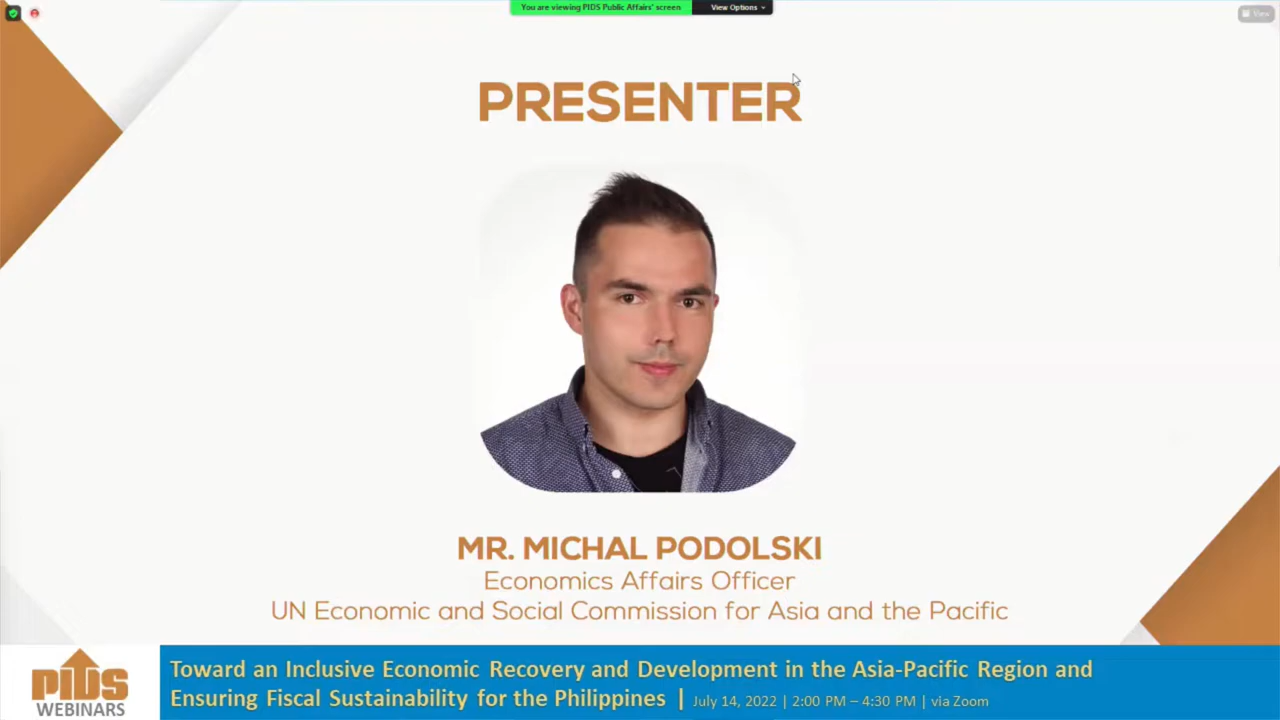 You are viewing PIDS Public Affairs' screen
View Options
View
PRESENTER
MR. MICHAL PODOLSKI
Economics Affairs Officer
UN Economic and Social Commission for Asia and the Pacific
PIDS
WEBINARS
Toward an Inclusive Economic Recovery and Development in the Asia-Pacific Region and
Ensuring Fiscal Sustainability for the Philippines | July 14, 2022 | 2:00 PM – 4:30 PM | via Zoom